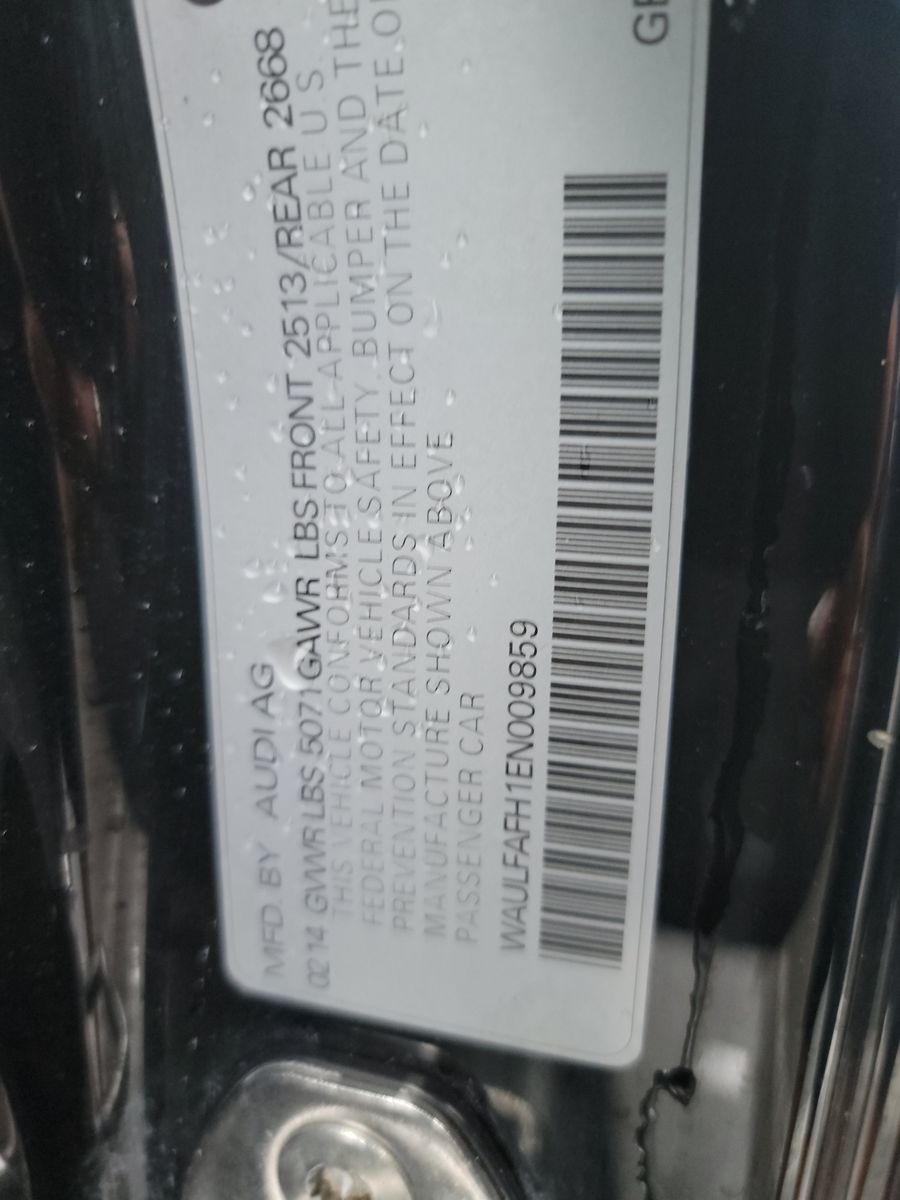 MFD. BY AUDI AG
02 14 GVWR LBS 5071 GAWR LBS FRONT 2513/REAR 2668
THIS VEHICLE CONFORMS TO ALL APPLICABLE U S
FEDERAL MOTOR VEHICLE SAFETY, BUMPER AND THE
PREVENTION STANDARDS IN EFFECT ON THE DATE
MANUFACTURE SHOWN ABOVE
PASSENGER CAR
WAULFAFH1EN009859